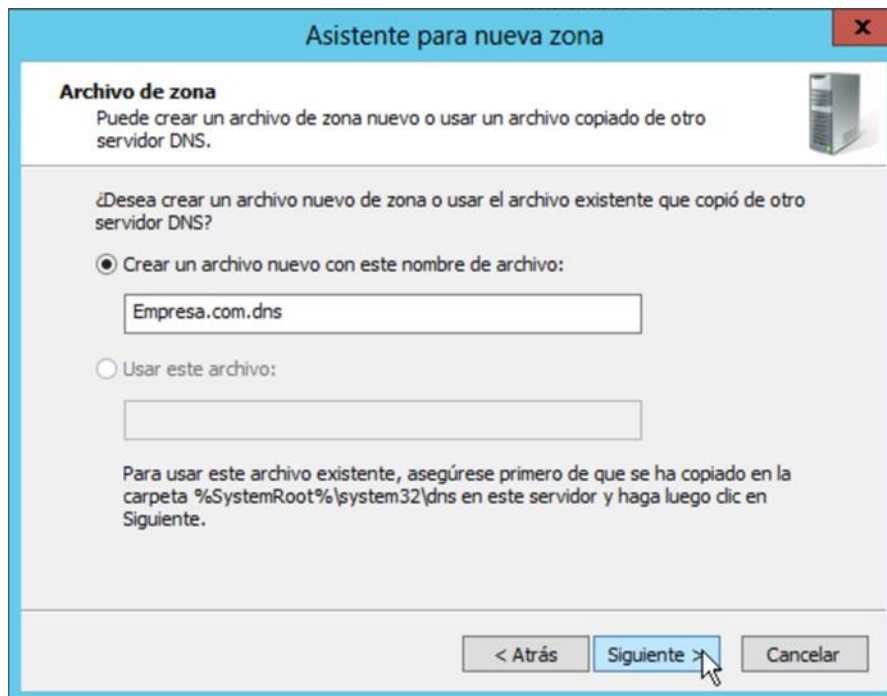 Asistente para nueva zona
x
Archivo de zona
Puede crear un archivo de zona nuevo o usar un archivo copiado de otro
servidor DNS.
¿Desea crear un archivo nuevo de zona o usar el archivo existente que copió de otro
servidor DNS?
Crear un archivo nuevo con este nombre de archivo:
Empresa.com.dns
Usar este archivo:
Para usar este archivo existente, asegúrese primero de que se ha copiado en la
carpeta %SystemRoot%\system32\dns en este servidor y haga luego clic en
Siguiente.
< Atrás   Siguiente >   Cancelar